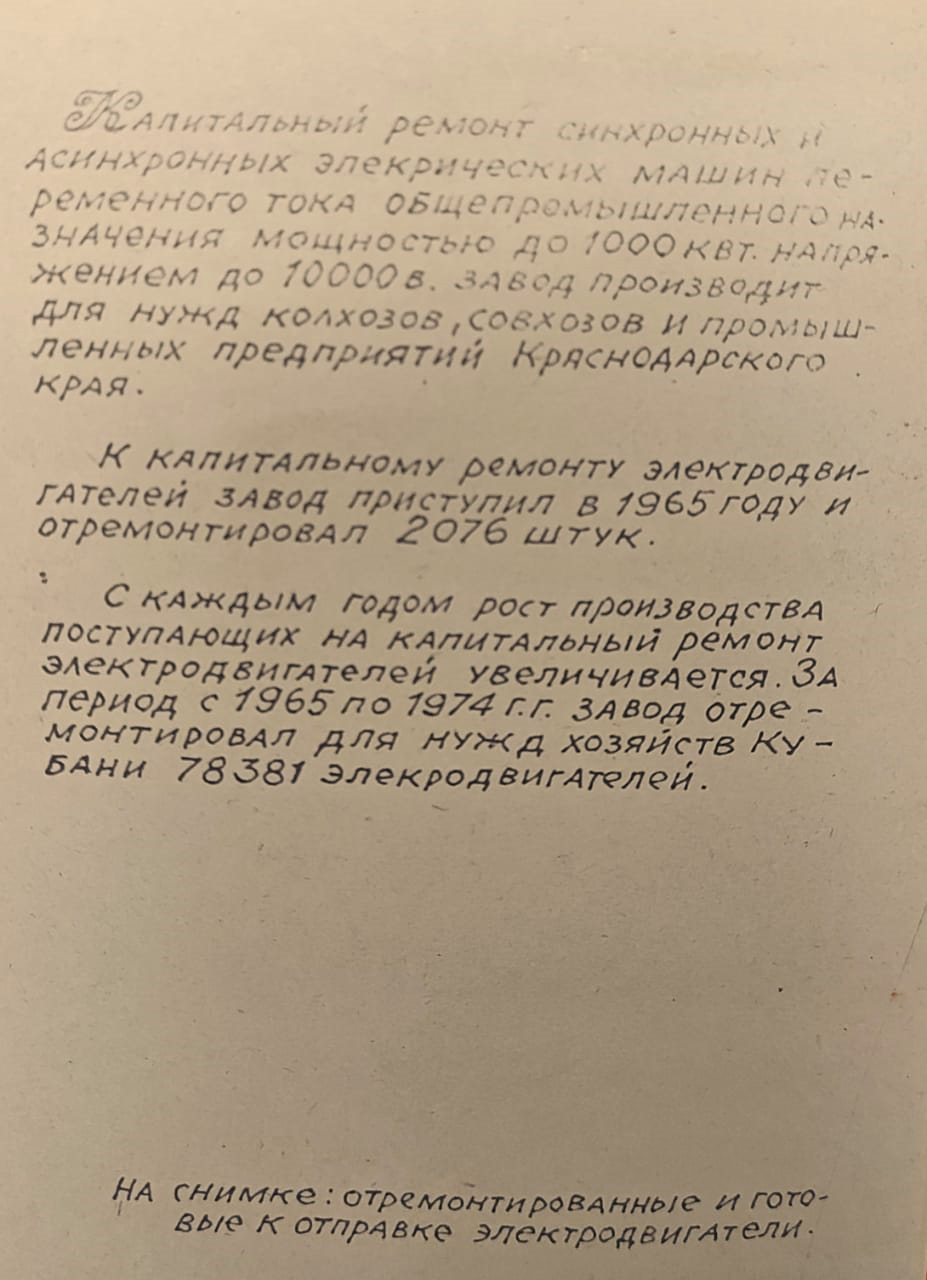 Капитальный ремонт синхронных и
асинхронных элекрических машин пе-
ременного тока общепромышленного на-
значения мощностью до 1000 квт. напря-
жением до 10000 в. завод производит
для нужд колхозов, совхозов и промыш-
ленных предприятий Краснодарского
края.
К капитальному ремонту электродви-
гателей завод приступил в 1965 году и
отремонтировал 2076 штук.
С каждым годом рост производства
поступающих на капитальный ремонт
электродвигателей увеличивается. За
период с 1965 по 1974 г.г. завод отре-
монтировал для нужд хозяйств Ку-
бани 78381 элекродвигателей.
На снимке: отремонтированные и гото-
вые к отправке электродвигатели.